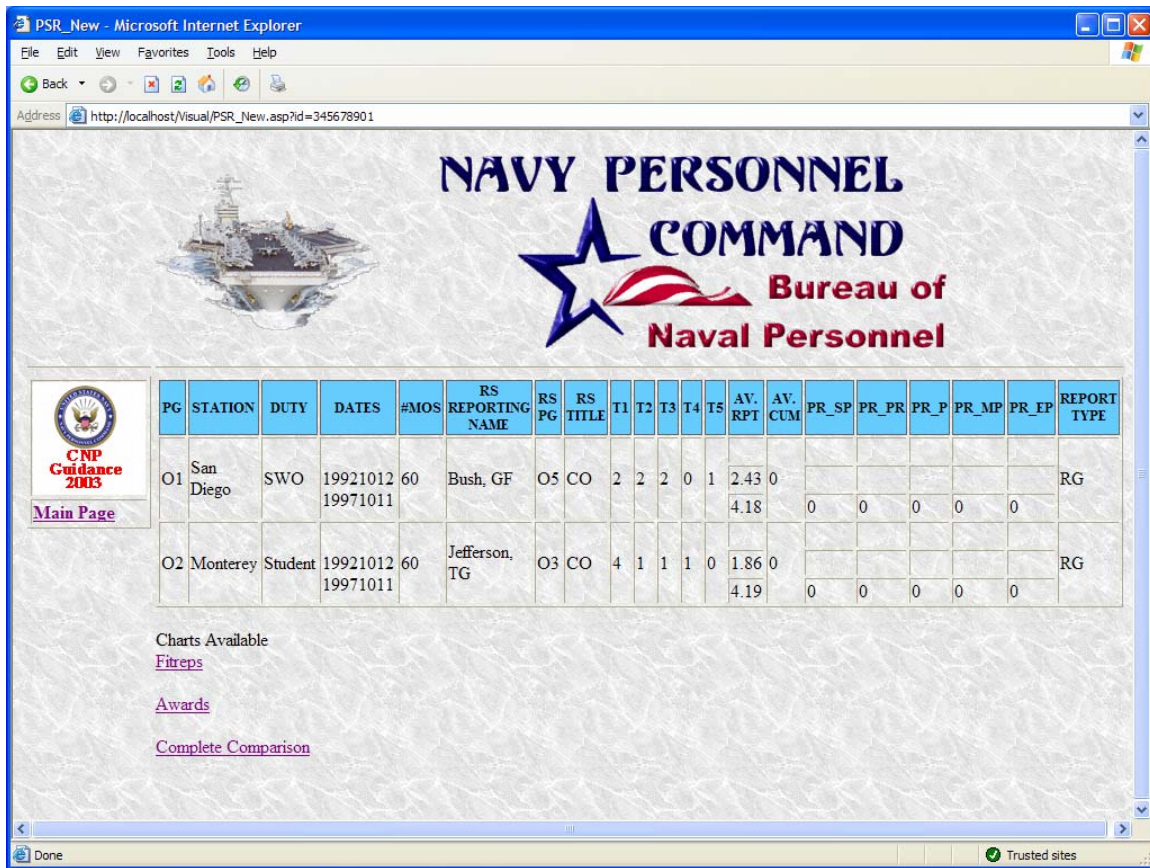 PSR_New - Microsoft Internet Explorer
File Edit View Favorites Tools Help
Back
Address http://localhost/Visual/PSR_New.asp?id=345678901
NAVY PERSONNEL
COMMAND
Bureau of
Naval Personnel
CNP
Guidance
2003
Main Page
PG STATION DUTY DATES #MOS RS REPORTING NAME RS PG RS TITLE T1 T2 T3 T4 T5 AV. RPT AV. CUM PR_SP PR_PR PR_P PR_MP PR_EP REPORT TYPE
O1 San Diego SWO 19921012 19971011 60 Bush, GF O5 CO 2 2 2 0 1 2.43 0 RG
4.18 0 0 0 0 0
O2 Monterey Student 19921012 19971011 60 Jefferson, TG O3 CO 4 1 1 1 0 1.86 0 RG
4.19 0 0 0 0 0
Charts Available
Fitreps
Awards
Complete Comparison
Done Trusted sites